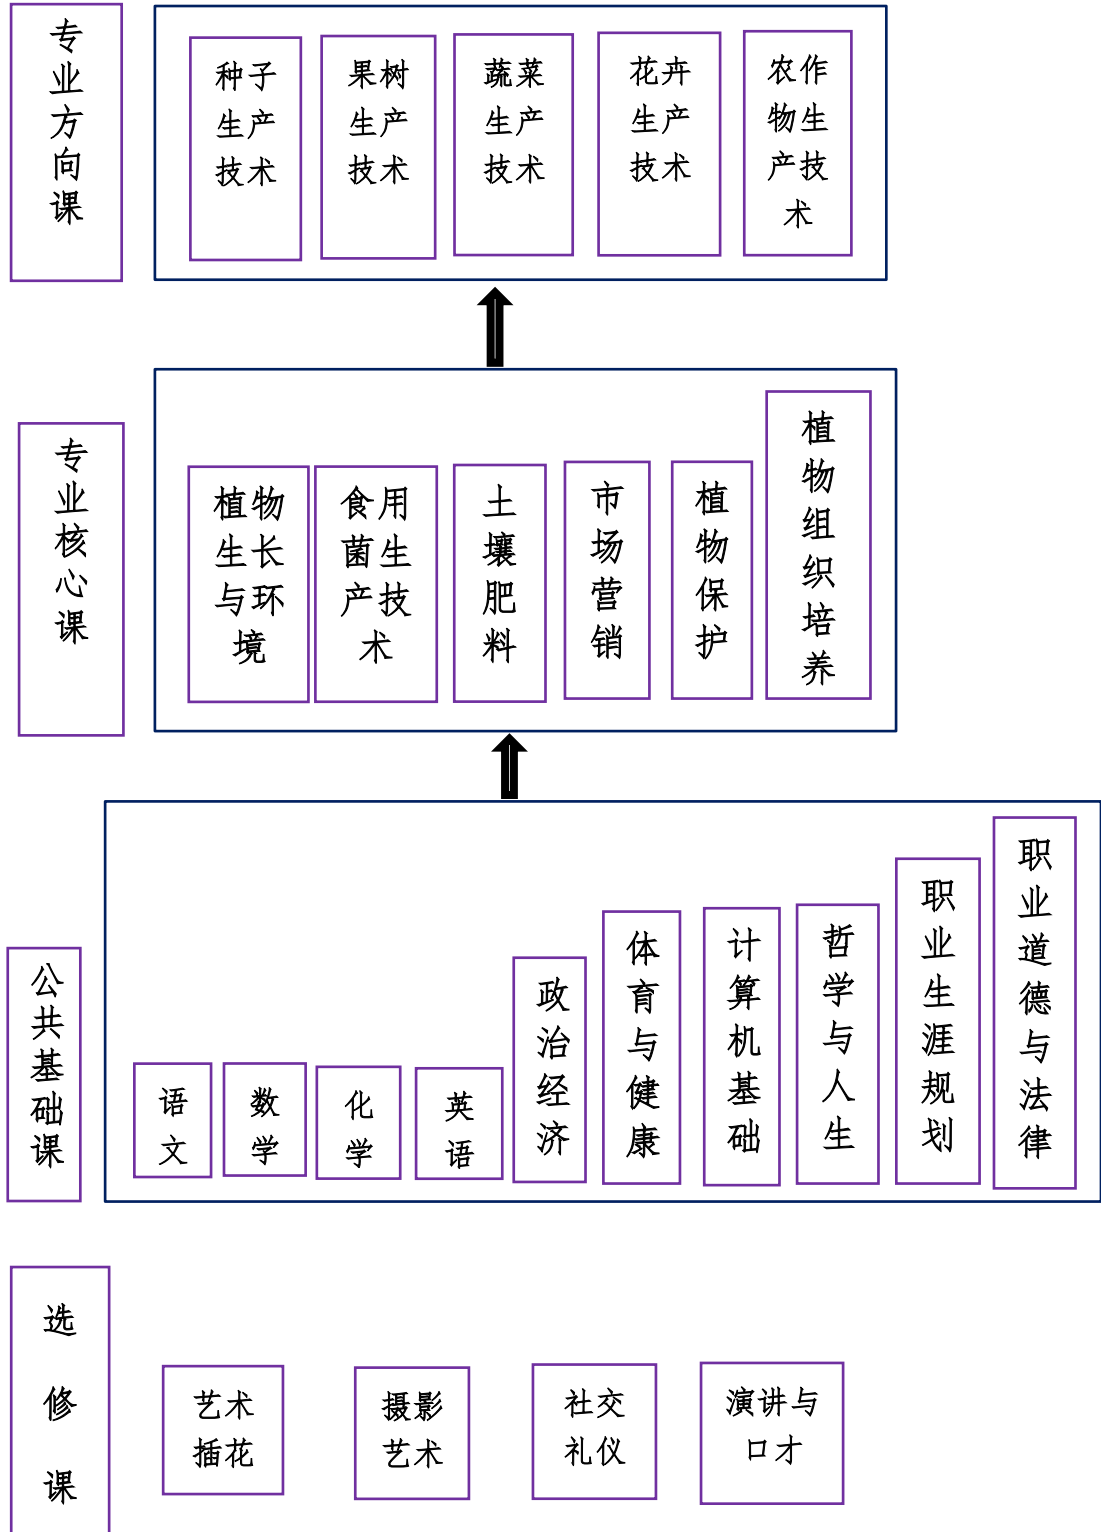 专
业
方
向
课
种子
生产
技术
果树
生产
技术
蔬菜
生产
技术
花卉
生产
技术
农作
物生
产技
术
专
业
核
心
课
植物
生长
与环
境
食用
菌生
产技
术
土
壤
肥
料
市
场
营
销
植
物
保
护
植
物
组
织
培
养
公
共
基
础
课
语
文
数
学
化
学
英
语
政
治
经
济
体
育
与
健
康
计
算
机
基
础
哲
学
与
人
生
职
业
生
涯
规
划
职
业
道
德
与
法
律
选
修
课
艺术
插花
摄影
艺术
社交
礼仪
演讲与
口才